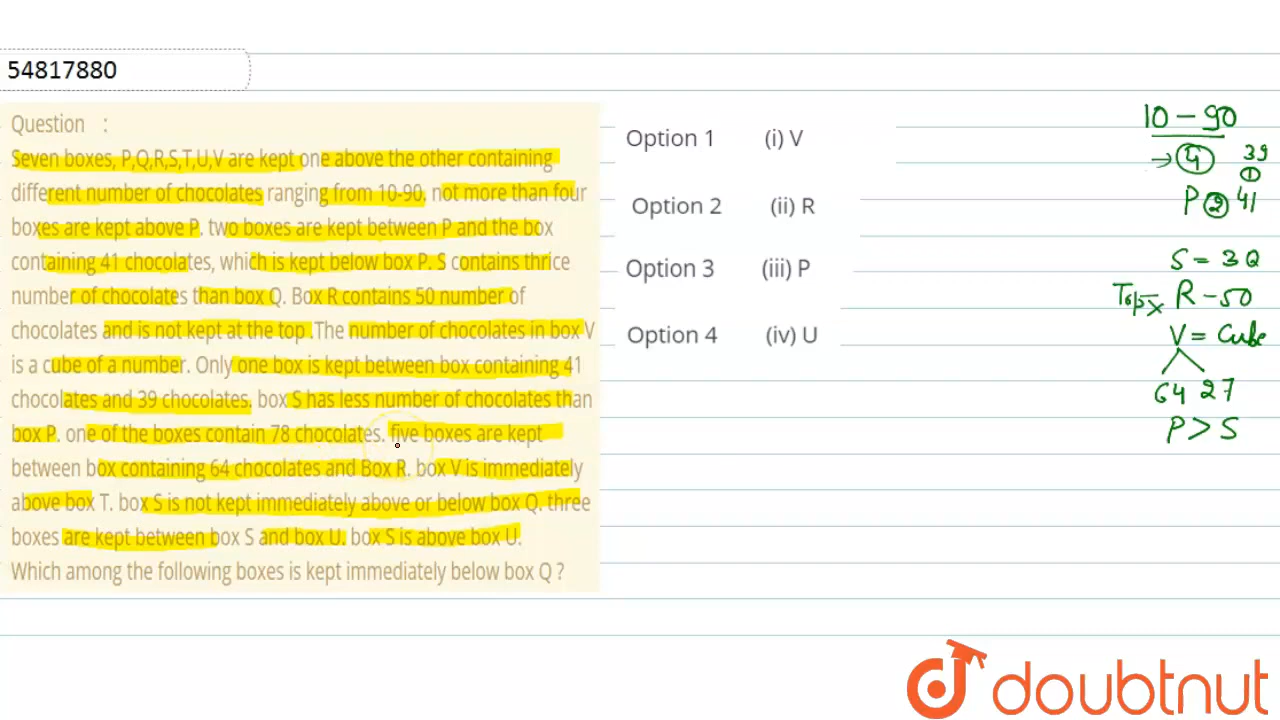 54817880
Question :
Seven boxes, P,Q,R,S,T,U,V are kept one above the other containing
different number of chocolates ranging from 10-90. not more than four
boxes are kept above P. two boxes are kept between P and the box
containing 41 chocolates, which is kept below box P. S contains thrice
number of chocolates than box Q. Box R contains 50 number of
chocolates and is not kept at the top.The number of chocolates in box V
is a cube of a number. Only one box is kept between box containing 41
chocolates and 39 chocolates. box S has less number of chocolates than
box P. one of the boxes contain 78 chocolates. five boxes are kept
between box containing 64 chocolates and Box R. box V is immediately
above box T. box S is not kept immediately above or below box Q. three
boxes are kept between box S and box U. box S is above box U.
Which among the following boxes is kept immediately below box Q ?
Option 1 (i) V
Option 2 (ii) R
Option 3 (iii) P
Option 4 (iv) U
10 - 90
→ 4 39
1
P 2 41
S = 3Q
Top× R - 50
V = Cube
64 27
P > S
doubtnut